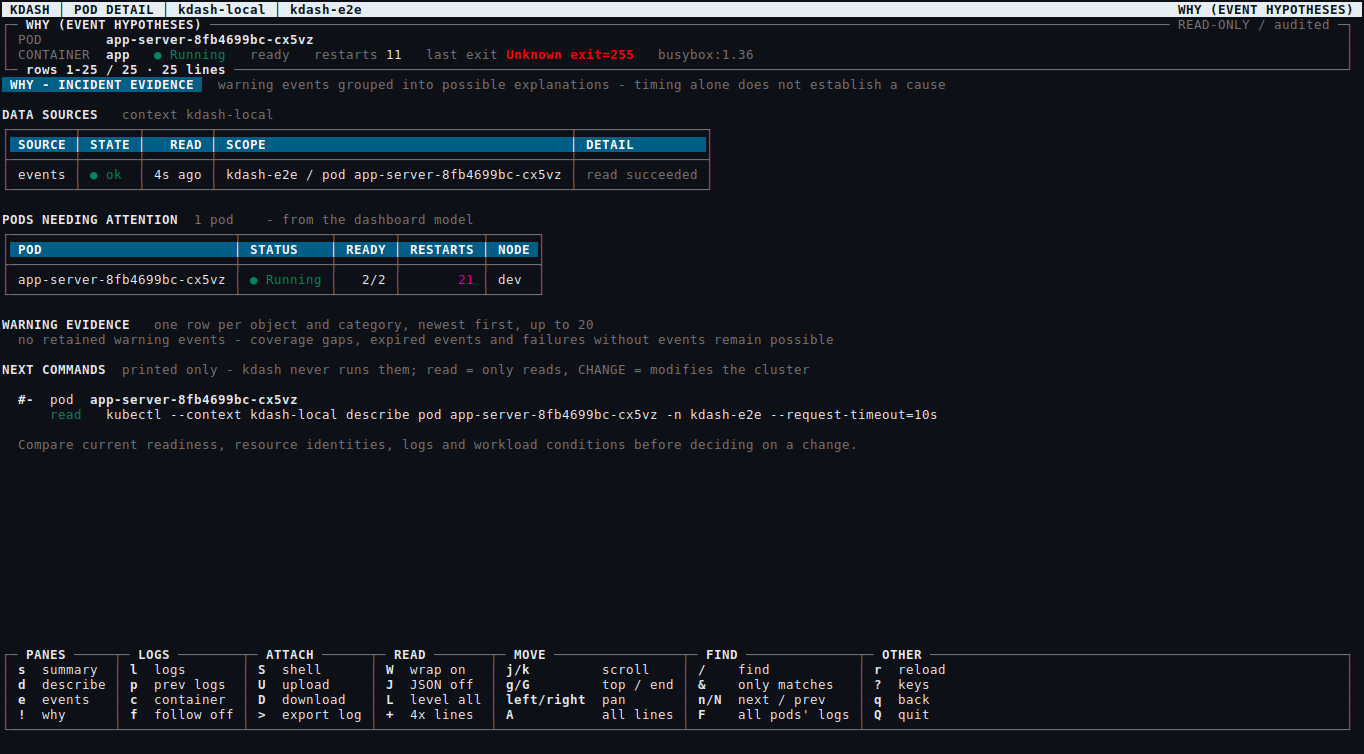 KDASH │ POD DETAIL │ kdash-local │ kdash-e2e WHY (EVENT HYPOTHESES)
WHY (EVENT HYPOTHESES) READ-ONLY / audited
POD app-server-8fb4699bc-cx5vz
CONTAINER app ● Running ready restarts 11 last exit Unknown exit=255 busybox:1.36
rows 1-25 / 25 · 25 lines
WHY - INCIDENT EVIDENCE warning events grouped into possible explanations - timing alone does not establish a cause
DATA SOURCES context kdash-local
SOURCE │ STATE │ READ │ SCOPE │ DETAIL
events │ ● ok │ 4s ago │ kdash-e2e / pod app-server-8fb4699bc-cx5vz │ read succeeded
PODS NEEDING ATTENTION 1 pod - from the dashboard model
POD │ STATUS │ READY │ RESTARTS │ NODE
app-server-8fb4699bc-cx5vz │ ● Running │ 2/2 │ 21 │ dev
WARNING EVIDENCE one row per object and category, newest first, up to 20
no retained warning events - coverage gaps, expired events and failures without events remain possible
NEXT COMMANDS printed only - kdash never runs them; read = only reads, CHANGE = modifies the cluster
#- pod app-server-8fb4699bc-cx5vz
read kubectl --context kdash-local describe pod app-server-8fb4699bc-cx5vz -n kdash-e2e --request-timeout=10s
Compare current readiness, resource identities, logs and workload conditions before deciding on a change.
PANES LOGS ATTACH READ MOVE FIND OTHER
s summary │ l logs │ S shell │ W wrap on │ j/k scroll │ / find │ r reload
d describe │ p prev logs │ U upload │ J JSON off │ g/G top / end │ & only matches │ ? keys
e events │ c container │ D download │ L level all │ left/right pan │ n/N next / prev │ q back
! why │ f follow off │ > export log │ + 4x lines │ A all lines │ F all pods' logs │ Q quit